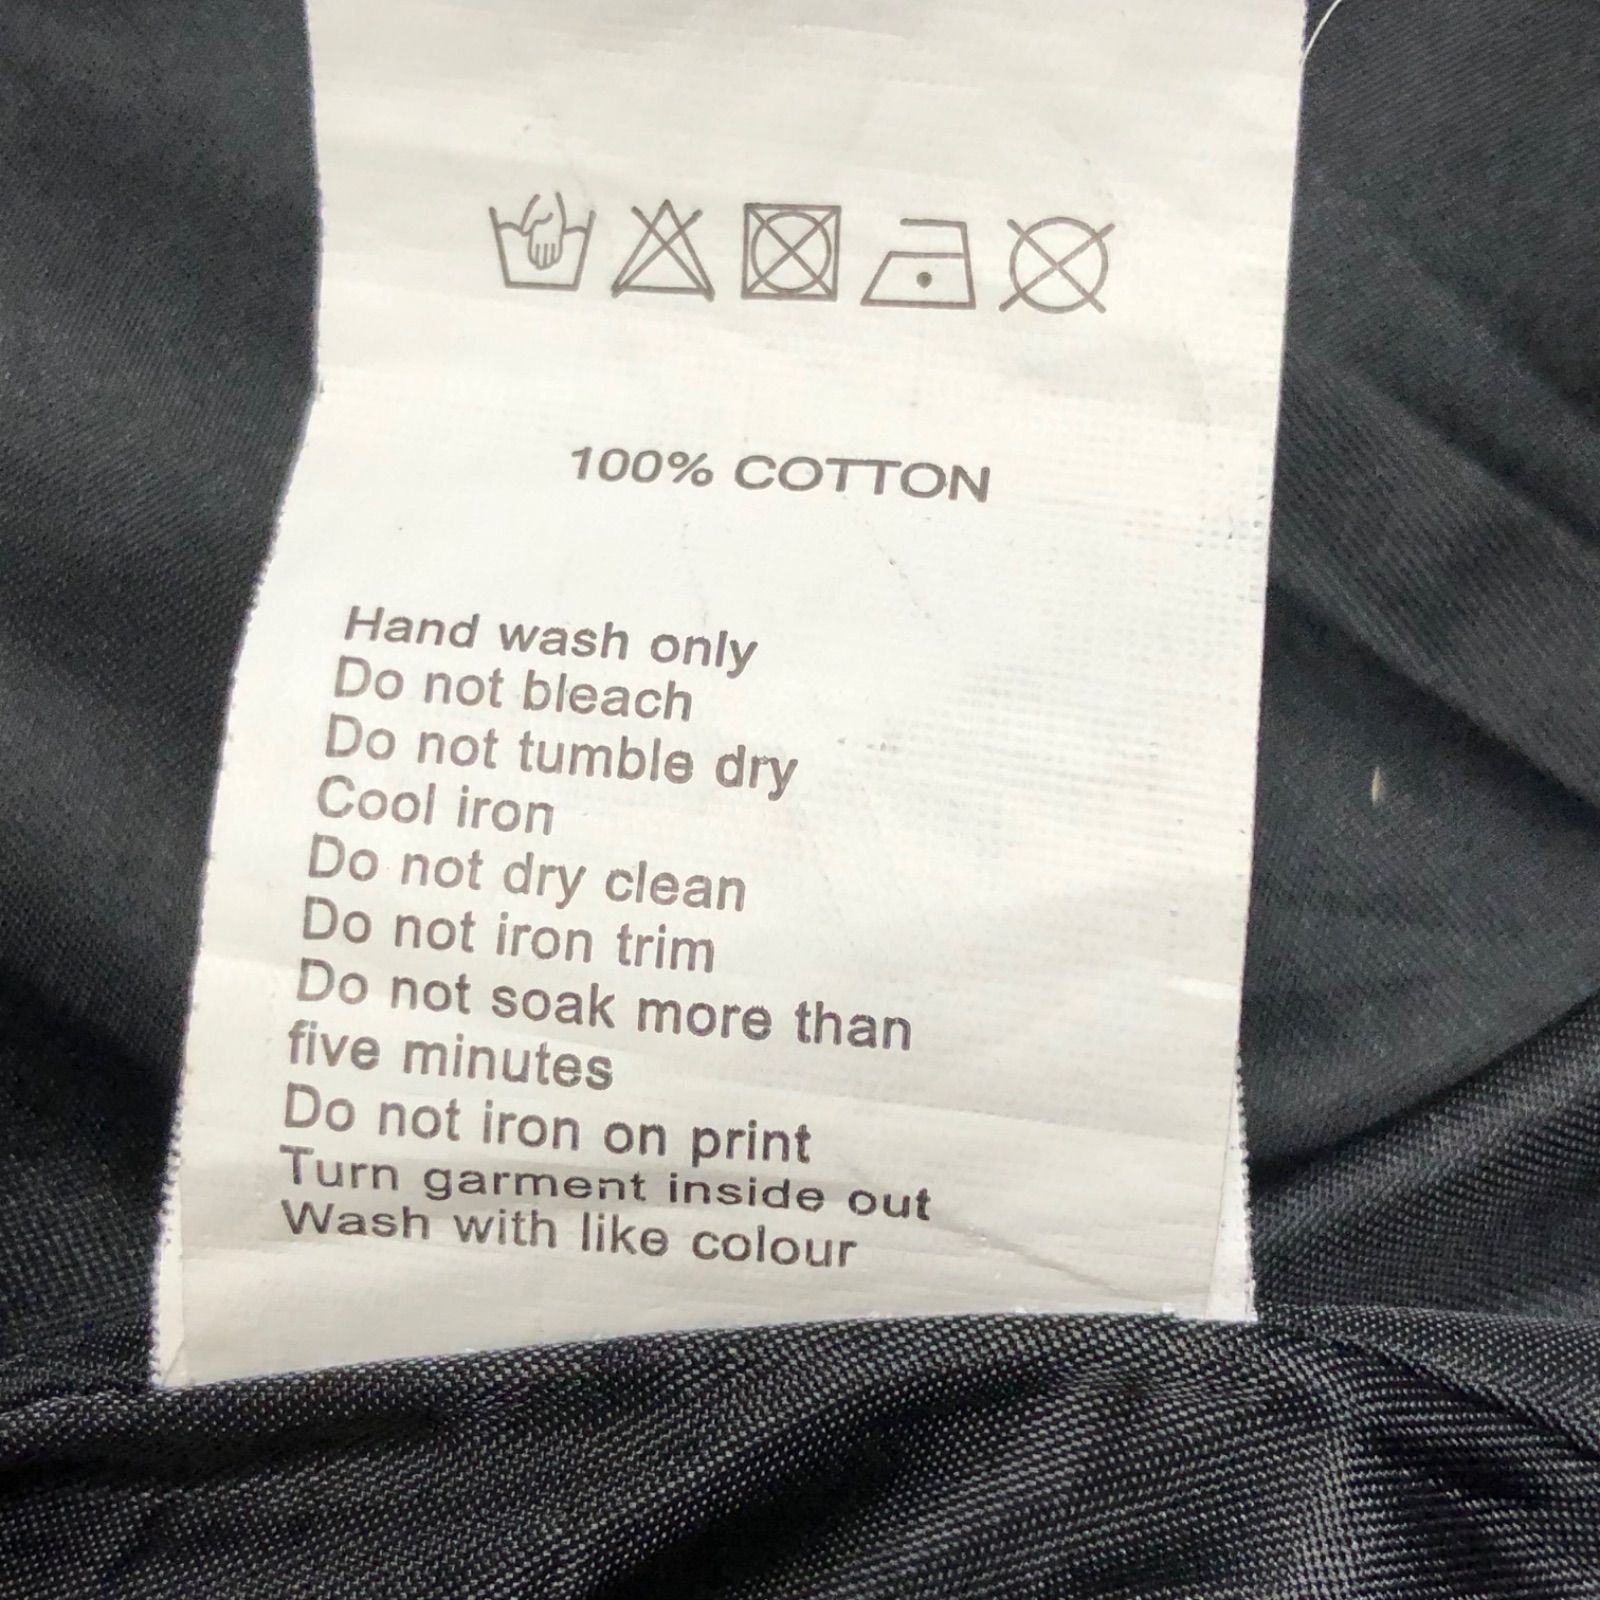 100% COTTON
Hand wash only
Do not bleach
Do not tumble dry
Cool iron
Do not dry clean
Do not iron trim
Do not soak more than
five minutes
Do not iron on print
Turn garment inside out
Wash with like colour